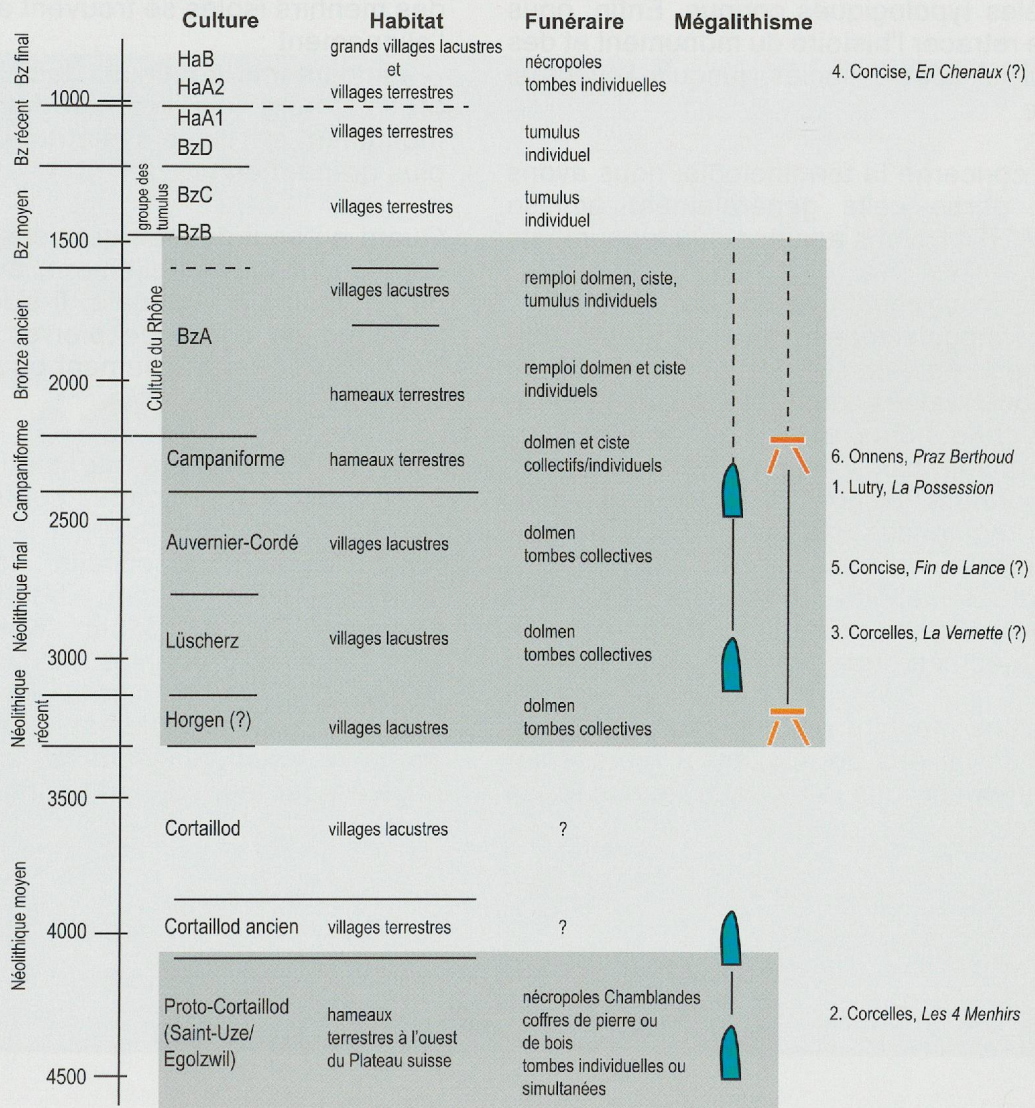 Culture Habitat Funéraire Mégalithisme
Bz final
HaB
HaA2
grands villages lacustres
et
villages terrestres
nécropoles
tombes individuelles
4. Concise, En Chenaux (?)
1000
Bz récent
HaA1
BzD
villages terrestres
tumulus
individuel
Bz moyen
groupe des
tumulus
BzC
BzB
villages terrestres
tumulus
individuel
1500
Bronze ancien
Culture du Rhône
villages lacustres
remploi dolmen, ciste,
tumulus individuels
BzA
2000
hameaux terrestres
remploi dolmen et ciste
individuels
Campaniforme
Campaniforme
hameaux terrestres
dolmen et ciste
collectifs/individuels
6. Onnens, Praz Berthoud
1. Lutry, La Possession
2500
Néolithique final
Auvernier-Cordé
villages lacustres
dolmen
tombes collectives
5. Concise, Fin de Lance (?)
Lüscherz
villages lacustres
dolmen
tombes collectives
3. Corcelles, La Vernette (?)
3000
Néolithique
récent
Horgen (?)
villages lacustres
dolmen
tombes collectives
3500
Néolithique moyen
Cortaillod
villages lacustres
?
Cortaillod ancien
villages terrestres
?
4000
Proto-Cortaillod
(Saint-Uze/
Egolzwil)
hameaux
terrestres à l'ouest
du Plateau suisse
nécropoles Chamblandes
coffres de pierre ou
de bois
tombes individuelles ou
simultanées
2. Corcelles, Les 4 Menhirs
4500